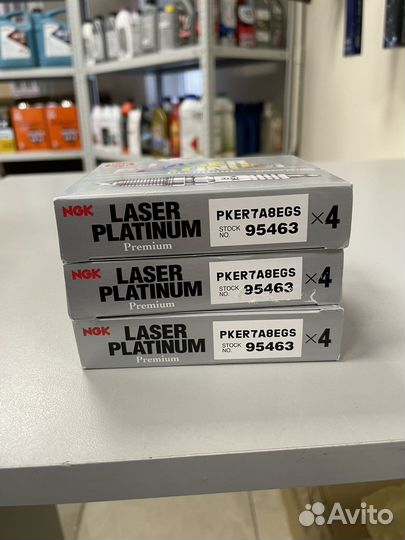 NGK
LASER
PLATINUM
Premium
PKER7A8EGS
STOCK NO. 95463
×4
NGK
LASER
PLATINUM
Premium
PKER7A8EGS
STOCK NO. 95463
×4
NGK
LASER
PLATINUM
Premium
PKER7A8EGS
STOCK NO. 95463
×4
Avito